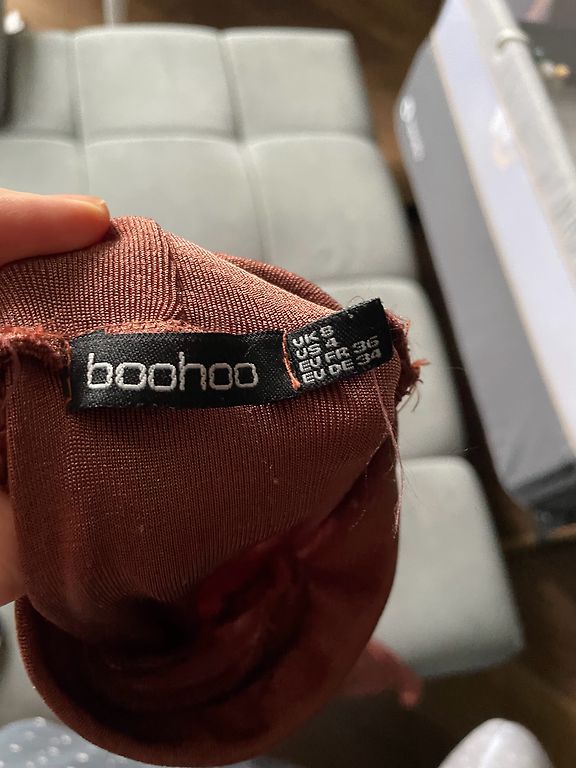 boohoo
UK 8
US 4
EU FR 36
EU DE 34